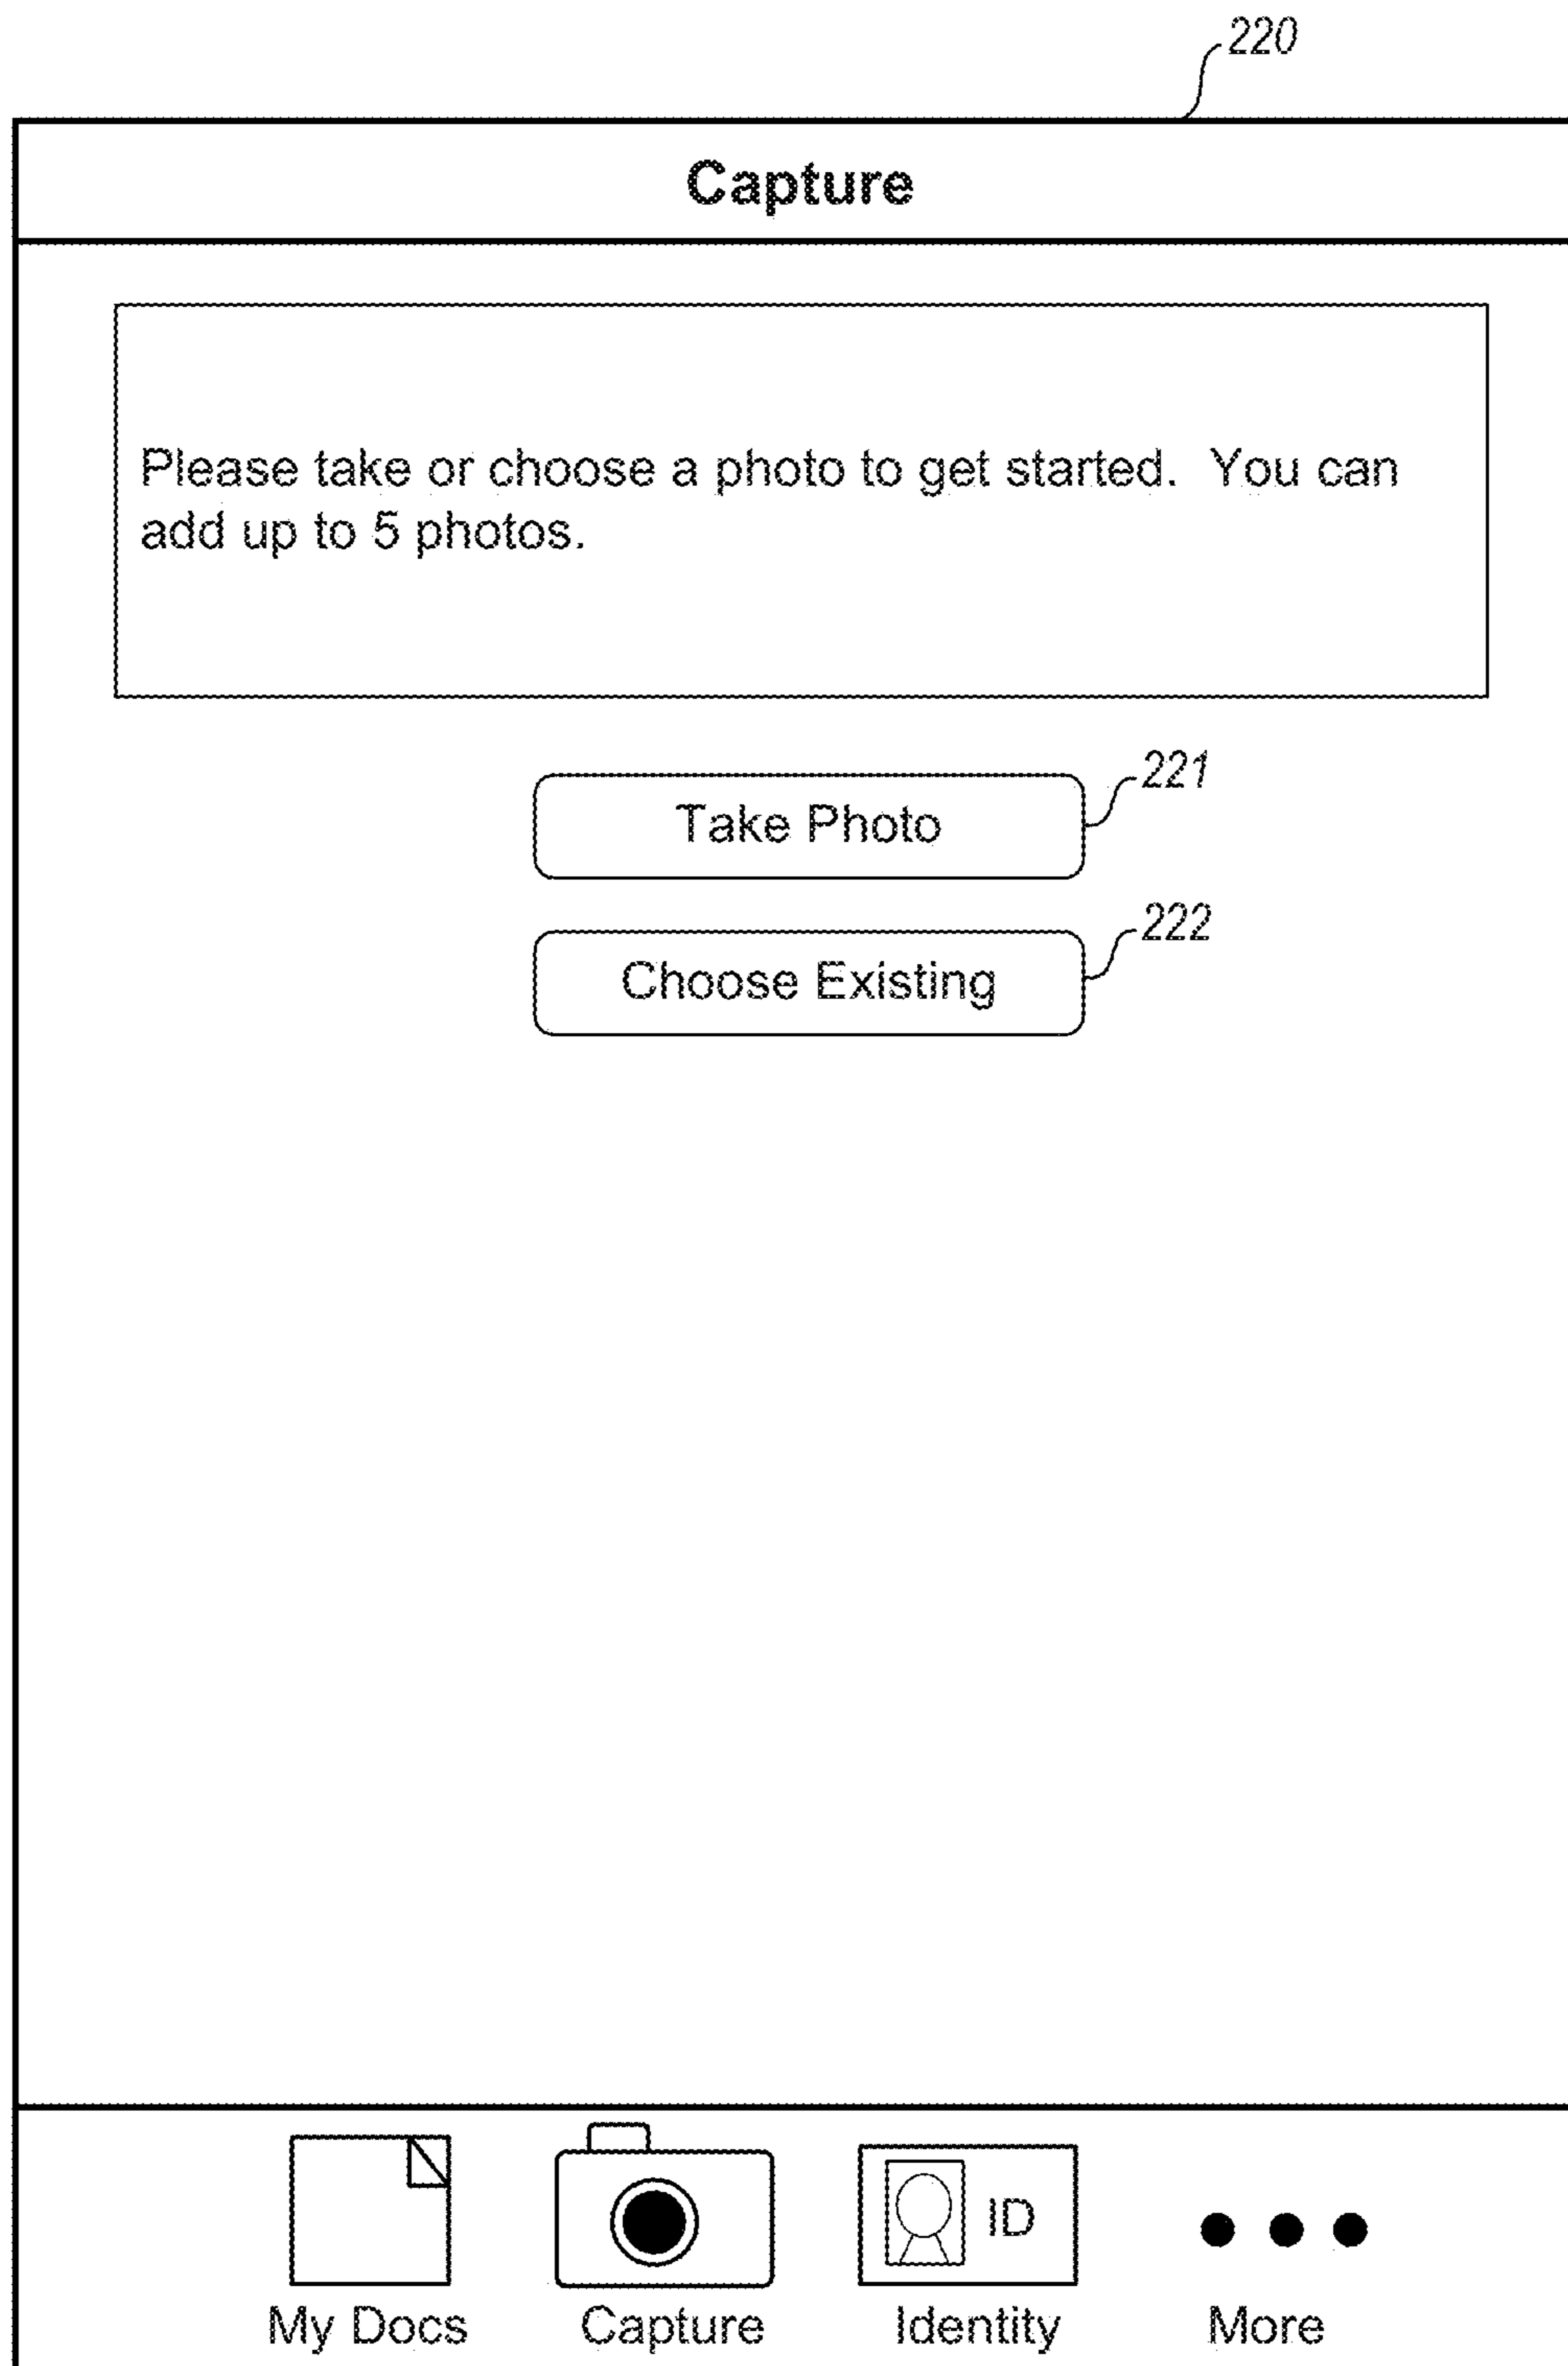 220
Capture
Please take or choose a photo to get started.  You can
add up to 5 photos.
Take Photo
221
Choose Existing
222
ID
My Docs
Capture
Identity
More